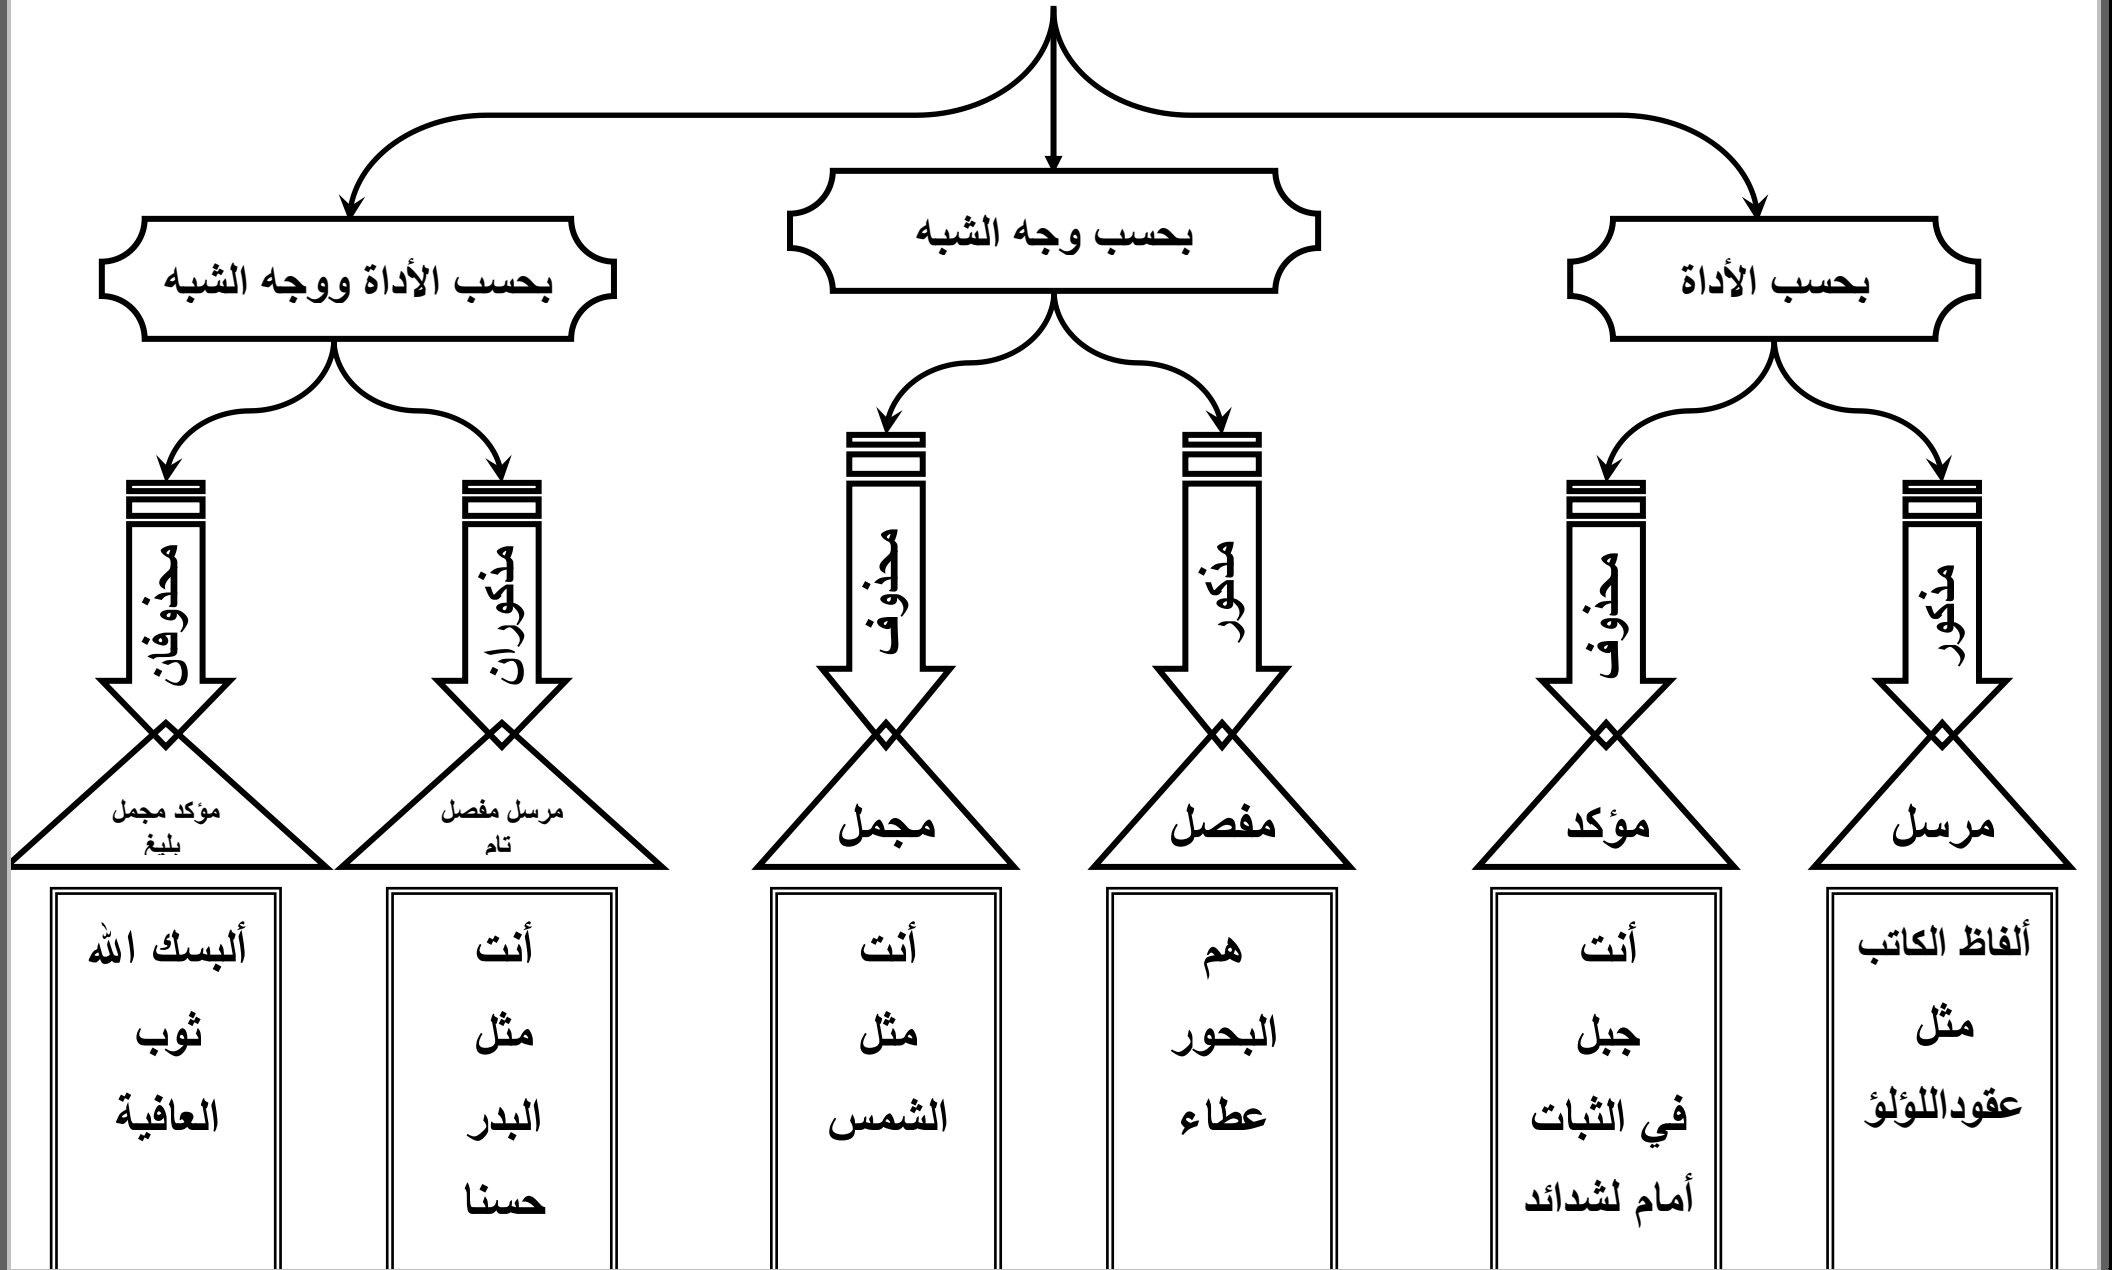 بحسب الأداة
بحسب وجه الشبه
بحسب الأداة ووجه الشبه
مذكور
محذوف
مذكور
محذوف
مذكوران
محذوفان
مرسل
مؤكد
مفصل
مجمل
مرسل مفصل
تام
مؤكد مجمل
بليغ
ألفاظ الكاتب
مثل
عقوداللؤلؤ
أنت
جبل
في الثبات
أمام لشدائد
هم
البحور
عطاء
أنت
مثل
الشمس
أنت
مثل
البدر
حسنا
ألبسك الله
ثوب
العافية